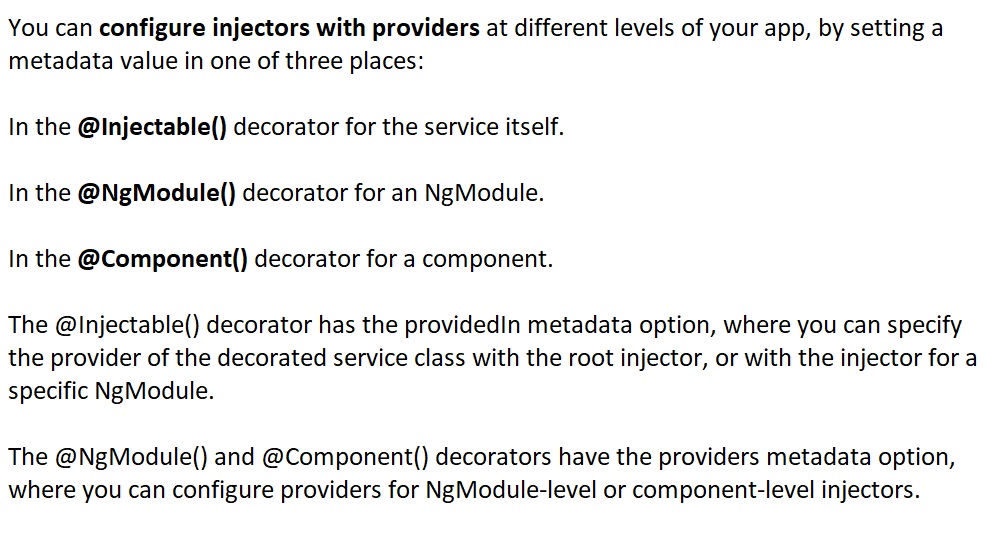 You can configure injectors with providers at different levels of your app, by setting a
metadata value in one of three places:
In the @Injectable() decorator for the service itself.
In the @NgModule() decorator for an NgModule.
In the @Component() decorator for a component.
The @Injectable() decorator has the providedIn metadata option, where you can specify
the provider of the decorated service class with the root injector, or with the injector for a
specific NgModule.
The @NgModule() and @Component() decorators have the providers metadata option,
where you can configure providers for NgModule-level or component-level injectors.